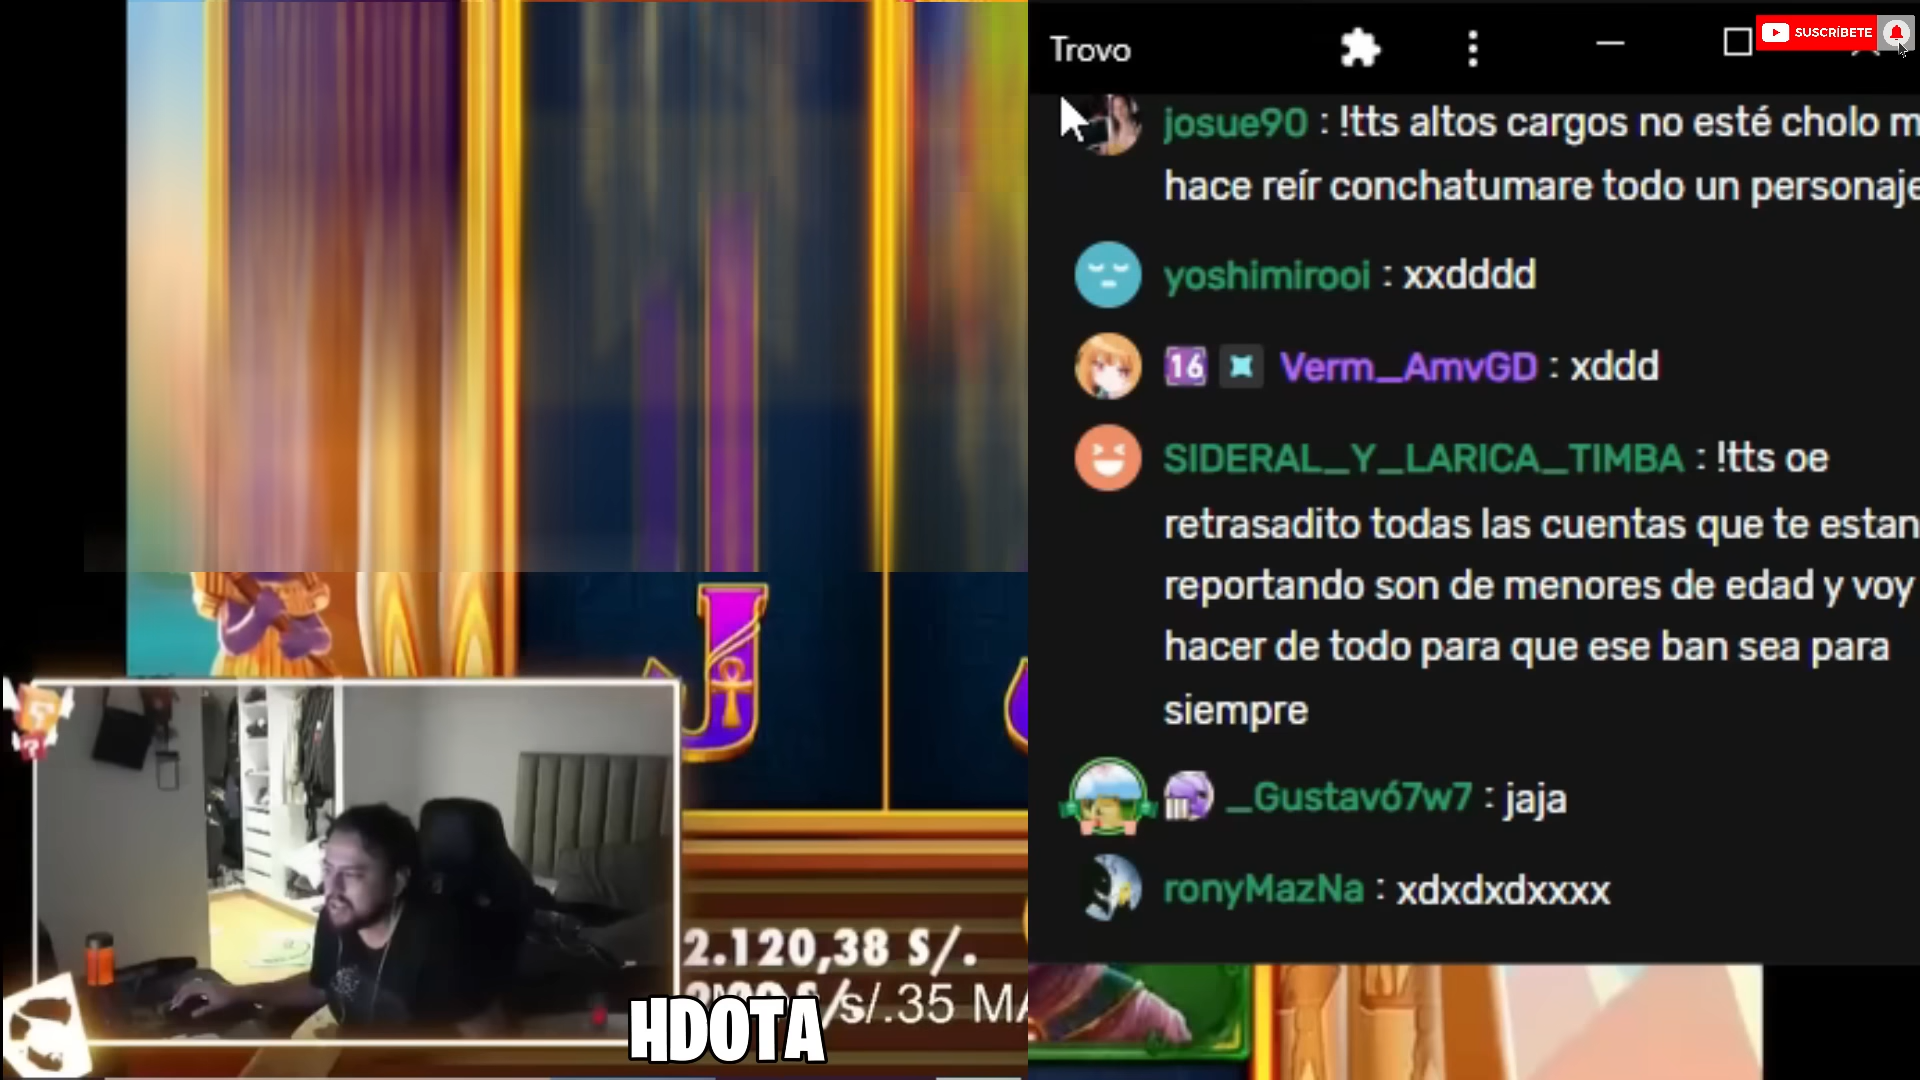 Trovo
SUSCRÍBETE
josue90 : !tts altos cargos no esté cholo m
hace reír conchatumare todo un personaje
yoshimirooi : xxdddd
16 Verm_AmvGD : xddd
SIDERAL_Y_LARICA_TIMBA : !tts oe
retrasadito todas las cuentas que te estan
reportando son de menores de edad y voy
hacer de todo para que ese ban sea para
siempre
_Gustavó7w7 : jaja
ronyMazNa : xdxdxdxxxx
J
2.120,38 S/.
s/.35 MA
HDOTA